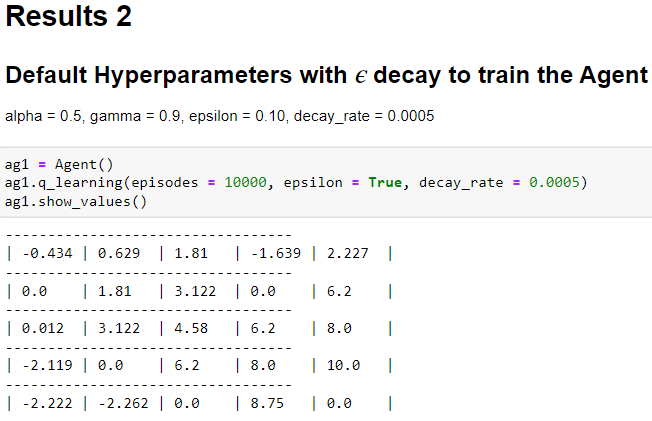 Results 2
Default Hyperparameters with ϵ decay to train the Agent
alpha = 0.5, gamma = 0.9, epsilon = 0.10, decay_rate = 0.0005
ag1 = Agent()
ag1.q_learning(episodes = 10000, epsilon = True, decay_rate = 0.0005)
ag1.show_values()
----------------------------------
| -0.434 | 0.629  | 1.81   | -1.639 | 2.227  |
----------------------------------
| 0.0    | 1.81   | 3.122  | 0.0    | 6.2    |
----------------------------------
| 0.012  | 3.122  | 4.58   | 6.2    | 8.0    |
----------------------------------
| -2.119 | 0.0    | 6.2    | 8.0    | 10.0   |
----------------------------------
| -2.222 | -2.262 | 0.0    | 8.75   | 0.0    |